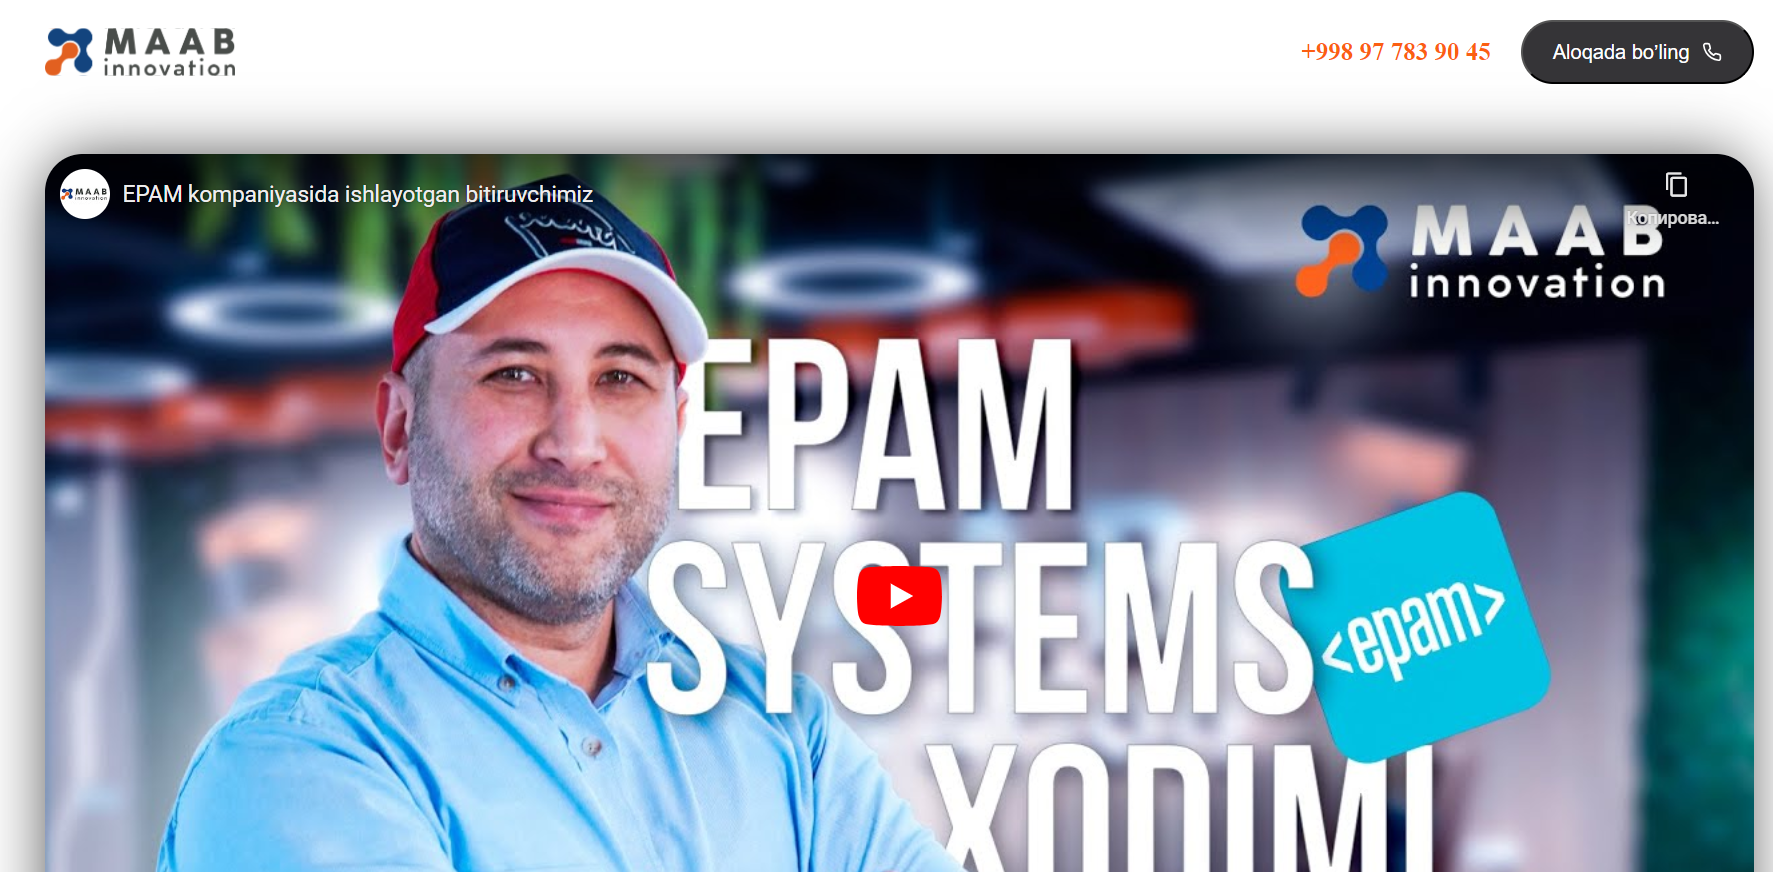 MAAB
innovation
+998 97 783 90 45
Aloqada bo’ling
MAAB
innovation
EPAM kompaniyasida ishlayotgan bitiruvchimiz
Копирова...
MAAB
innovation
EPAM
SYSTEMS
<epam>
XODIMI